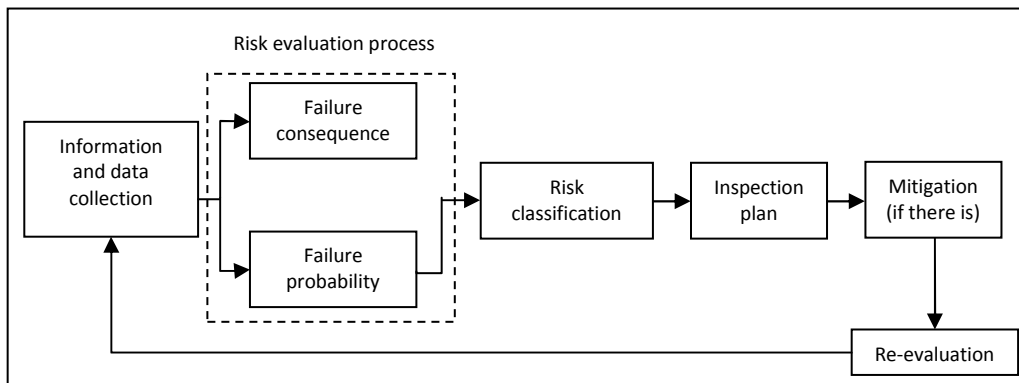 Risk evaluation process
Information
and data
collection
Failure
consequence
Failure
probability
Risk
classification
Inspection
plan
Mitigation
(if there is)
Re-evaluation